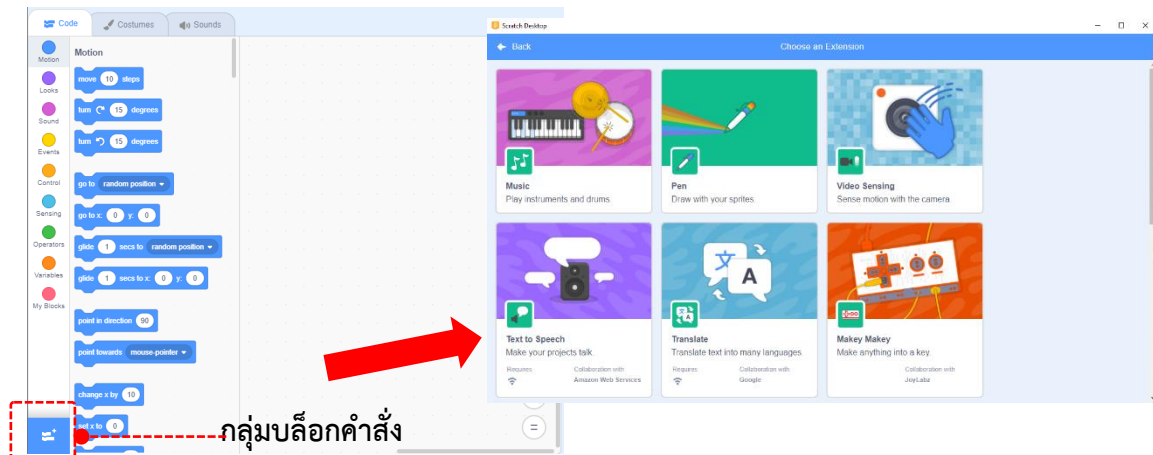 Code
Costumes
Sounds
Motion
Looks
Sound
Events
Control
Sensing
Operators
Variables
My Blocks
Motion
move 10 steps
turn 15 degrees
turn 15 degrees
go to random position
go to x: 0 y: 0
glide 1 secs to random position
glide 1 secs to x: 0 y: 0
point in direction 90
point towards mouse-pointer
change x by 10
set x to 0
กลุ่มบล็อกคำสั่ง
Scratch Desktop
Back
Choose an Extension
Music
Play instruments and drums.
Pen
Draw with your sprites.
Video Sensing
Sense motion with the camera.
Text to Speech
Make your projects talk.
Requires
Collaboration with
Amazon Web Services
Translate
Translate text into many languages.
Requires
Collaboration with
Google
Makey Makey
Make anything into a key.
Collaboration with
JoyLabz